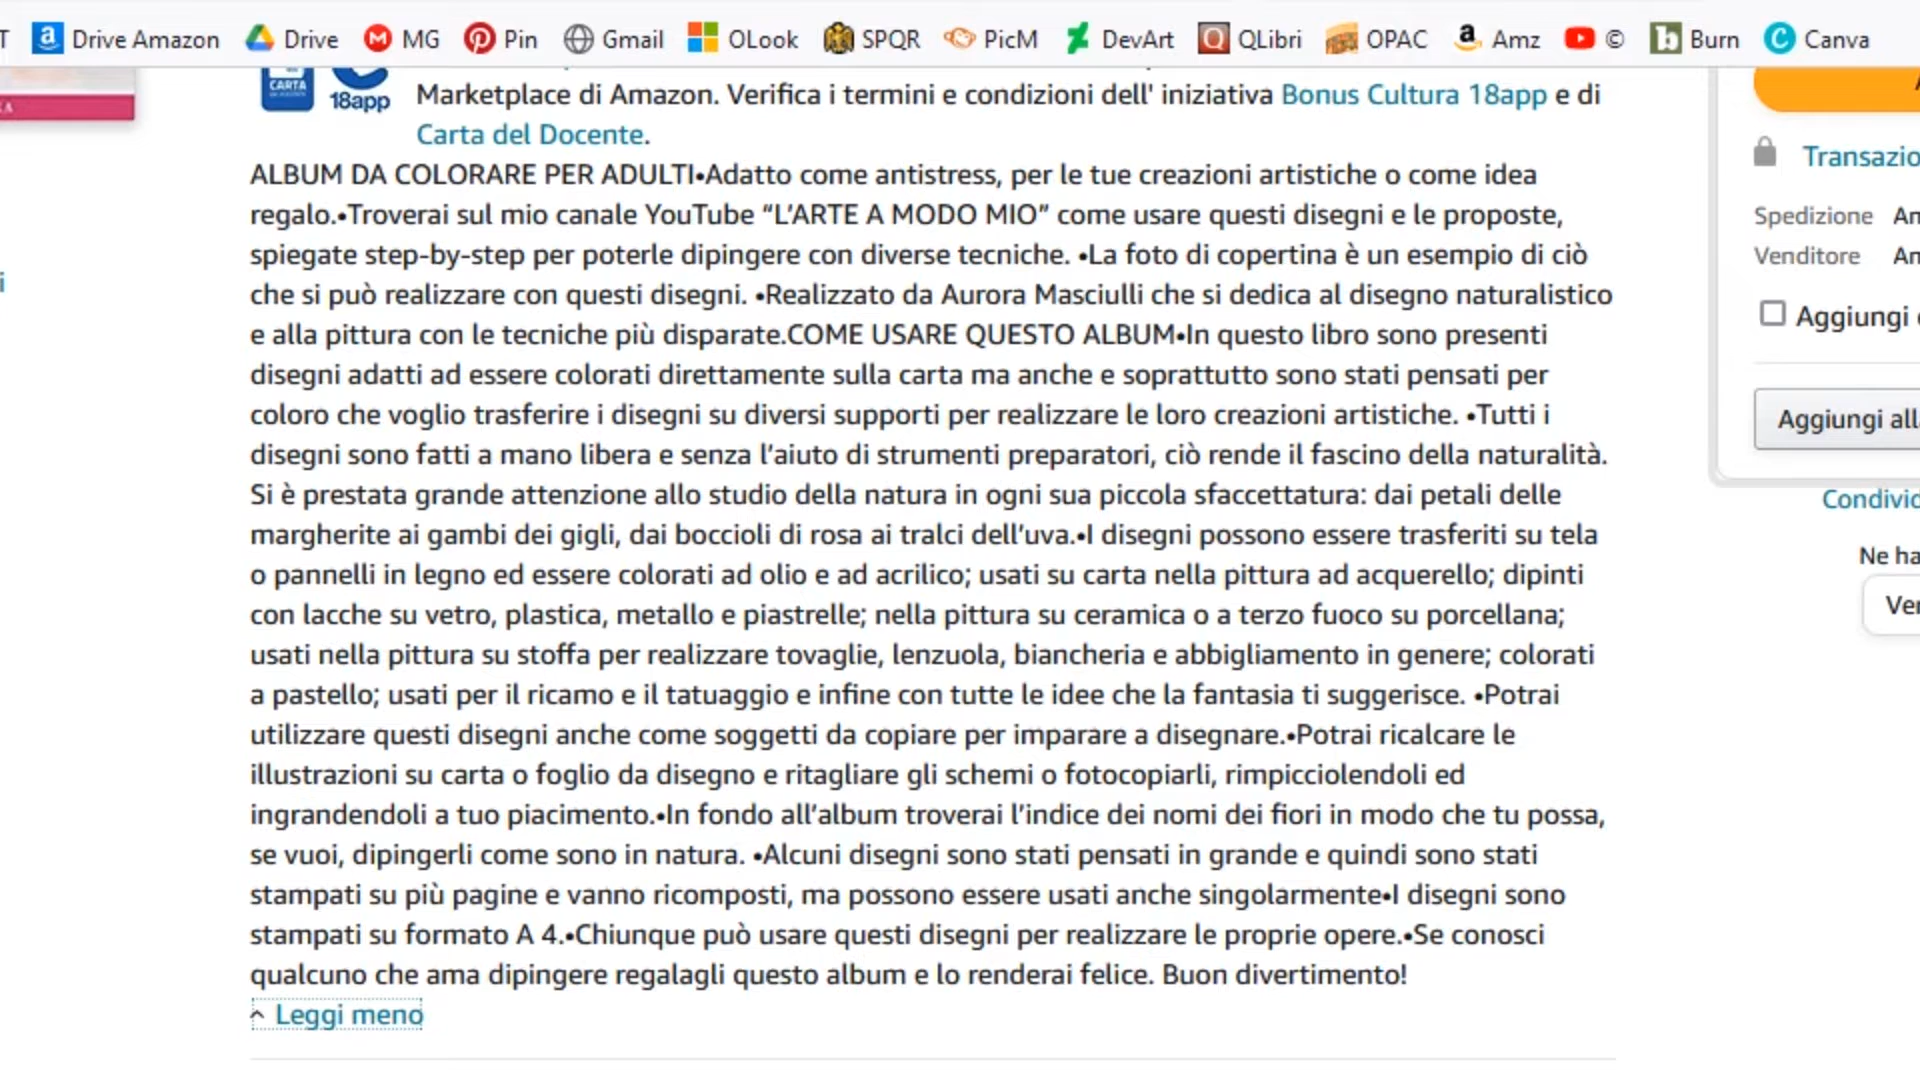 T Drive Amazon Drive MG Pin Gmail OLook SPQR PicM DevArt QLibri OPAC Amz © Burn Canva
CARTA
18app
Marketplace di Amazon. Verifica i termini e condizioni dell' iniziativa Bonus Cultura 18app e di
Carta del Docente.
ALBUM DA COLORARE PER ADULTI•Adatto come antistress, per le tue creazioni artistiche o come idea
regalo.•Troverai sul mio canale YouTube “L’ARTE A MODO MIO” come usare questi disegni e le proposte,
spiegate step-by-step per poterle dipingere con diverse tecniche. •La foto di copertina è un esempio di ciò
che si può realizzare con questi disegni. •Realizzato da Aurora Masciulli che si dedica al disegno naturalistico
e alla pittura con le tecniche più disparate.COME USARE QUESTO ALBUM•In questo libro sono presenti
disegni adatti ad essere colorati direttamente sulla carta ma anche e soprattutto sono stati pensati per
coloro che voglio trasferire i disegni su diversi supporti per realizzare le loro creazioni artistiche. •Tutti i
disegni sono fatti a mano libera e senza l’aiuto di strumenti preparatori, ciò rende il fascino della naturalità.
Si è prestata grande attenzione allo studio della natura in ogni sua piccola sfaccettatura: dai petali delle
margherite ai gambi dei gigli, dai boccioli di rosa ai tralci dell’uva.•I disegni possono essere trasferiti su tela
o pannelli in legno ed essere colorati ad olio e ad acrilico; usati su carta nella pittura ad acquerello; dipinti
con lacche su vetro, plastica, metallo e piastrelle; nella pittura su ceramica o a terzo fuoco su porcellana;
usati nella pittura su stoffa per realizzare tovaglie, lenzuola, biancheria e abbigliamento in genere; colorati
a pastello; usati per il ricamo e il tatuaggio e infine con tutte le idee che la fantasia ti suggerisce. •Potrai
utilizzare questi disegni anche come soggetti da copiare per imparare a disegnare.•Potrai ricalcare le
illustrazioni su carta o foglio da disegno e ritagliare gli schemi o fotocopiarli, rimpicciolendoli ed
ingrandendoli a tuo piacimento.•In fondo all’album troverai l’indice dei nomi dei fiori in modo che tu possa,
se vuoi, dipingerli come sono in natura. •Alcuni disegni sono stati pensati in grande e quindi sono stati
stampati su più pagine e vanno ricomposti, ma possono essere usati anche singolarmente•I disegni sono
stampati su formato A 4.•Chiunque può usare questi disegni per realizzare le proprie opere.•Se conosci
qualcuno che ama dipingere regalagli questo album e lo renderai felice. Buon divertimento!
Leggi meno
Transazio
Spedizione Am
Venditore Am
Aggiungi
Aggiungi all
Condivid
Ne ha
Ver